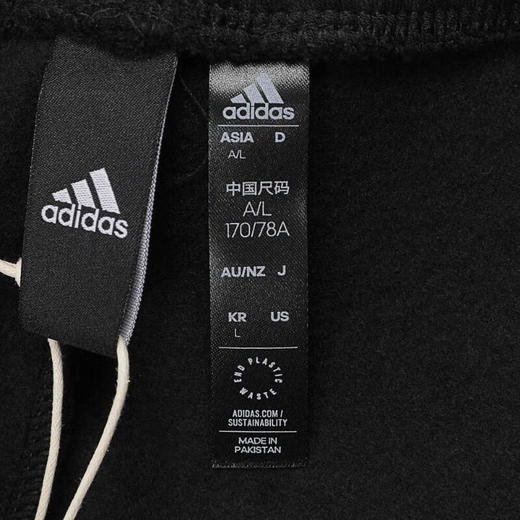 adidas
adidas
ASIA D
A/L
中国尺码
A/L
170/78A
AU/NZ J
KR US
L
END PLASTIC WASTE
ADIDAS.COM/
SUSTAINABILITY
MADE IN
PAKISTAN